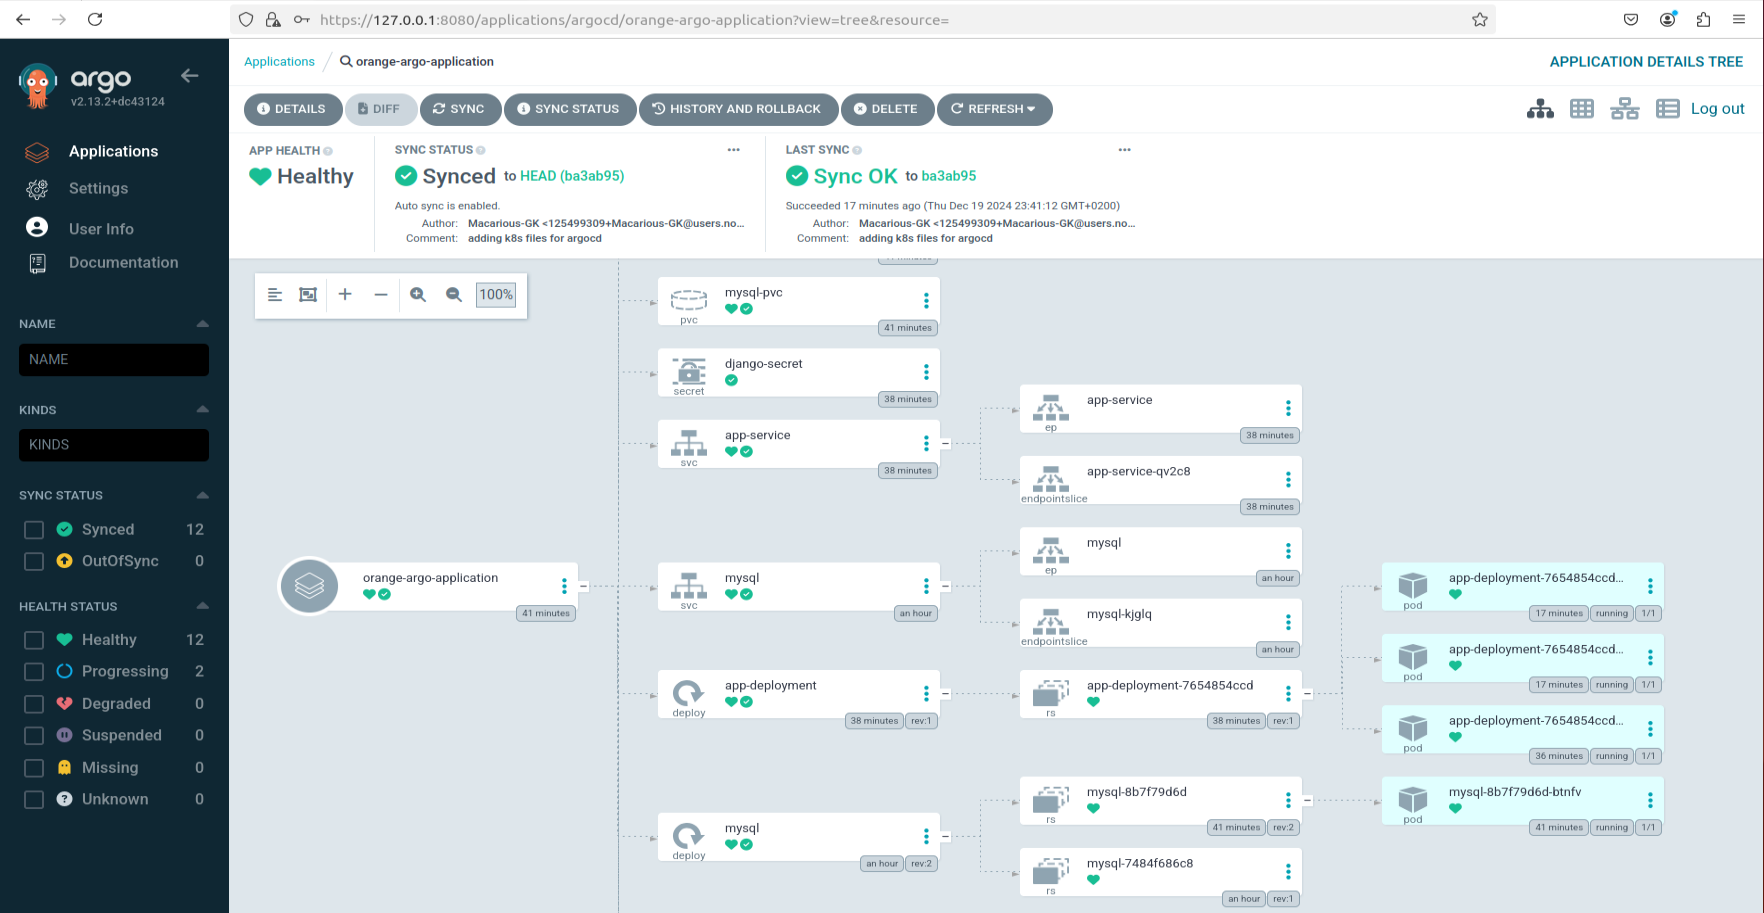 https://127.0.0.1:8080/applications/argocd/orange-argo-application?view=tree&resource=
argo
v2.13.2+dc43124
Applications
Settings
User Info
Documentation
NAME
NAME
KINDS
KINDS
SYNC STATUS
Synced 12
OutOfSync 0
HEALTH STATUS
Healthy 12
Progressing 2
Degraded 0
Suspended 0
Missing 0
Unknown 0
Applications / orange-argo-application
APPLICATION DETAILS TREE
DETAILS DIFF SYNC SYNC STATUS HISTORY AND ROLLBACK DELETE REFRESH
Log out
APP HEALTH
Healthy
SYNC STATUS
Synced to HEAD (ba3ab95)
Auto sync is enabled.
Author: Macarious-GK <125499309+Macarious-GK@users.no...
Comment: adding k8s files for argocd
LAST SYNC
Sync OK to ba3ab95
Succeeded 17 minutes ago (Thu Dec 19 2024 23:41:12 GMT+0200)
Author: Macarious-GK <125499309+Macarious-GK@users.no...
Comment: adding k8s files for argocd
100%
orange-argo-application
41 minutes
mysql-pvc
pvc
41 minutes
django-secret
secret
38 minutes
app-service
svc
38 minutes
mysql
svc
an hour
app-deployment
deploy
38 minutes rev:1
mysql
deploy
an hour rev:2
app-service
ep
38 minutes
app-service-qv2c8
endpointslice
38 minutes
mysql
ep
an hour
mysql-kjglq
endpointslice
an hour
app-deployment-7654854ccd
rs
38 minutes rev:1
mysql-8b7f79d6d
rs
41 minutes rev:2
mysql-7484f686c8
rs
an hour rev:1
app-deployment-7654854ccd...
pod
17 minutes running 1/1
app-deployment-7654854ccd...
pod
17 minutes running 1/1
app-deployment-7654854ccd...
pod
36 minutes running 1/1
mysql-8b7f79d6d-btnfv
pod
41 minutes running 1/1